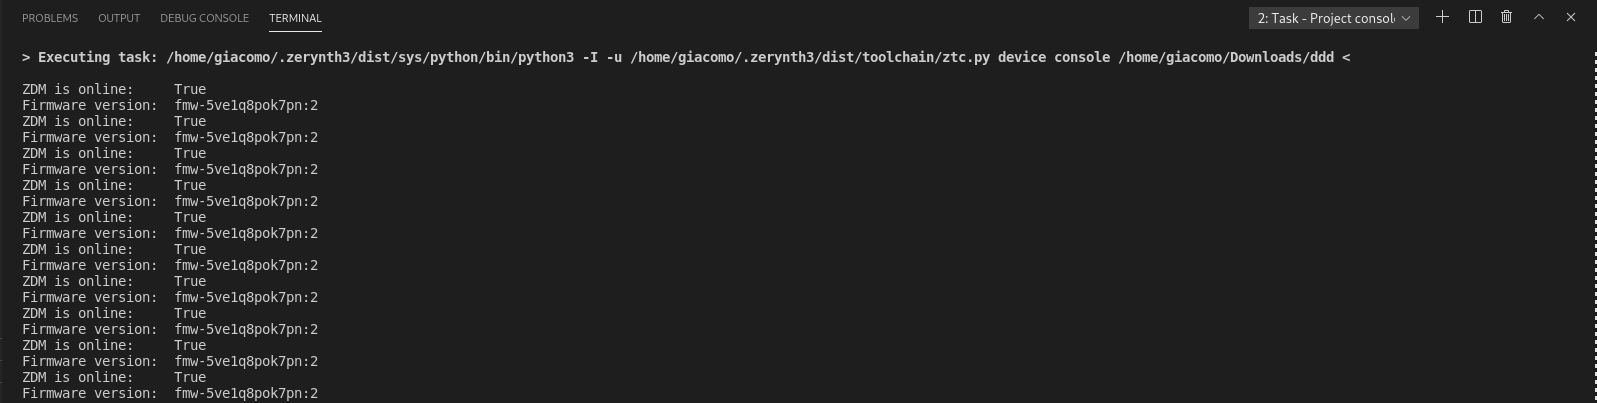 PROBLEMS OUTPUT DEBUG CONSOLE TERMINAL 2: Task - Project consol
> Executing task: /home/giacomo/.zerynth3/dist/sys/python/bin/python3 -I -u /home/giacomo/.zerynth3/dist/toolchain/ztc.py device console /home/giacomo/Downloads/ddd <
ZDM is online: True
Firmware version: fmw-5ve1q8pok7pn:2
ZDM is online: True
Firmware version: fmw-5ve1q8pok7pn:2
ZDM is online: True
Firmware version: fmw-5ve1q8pok7pn:2
ZDM is online: True
Firmware version: fmw-5ve1q8pok7pn:2
ZDM is online: True
Firmware version: fmw-5ve1q8pok7pn:2
ZDM is online: True
Firmware version: fmw-5ve1q8pok7pn:2
ZDM is online: True
Firmware version: fmw-5ve1q8pok7pn:2
ZDM is online: True
Firmware version: fmw-5ve1q8pok7pn:2
ZDM is online: True
Firmware version: fmw-5ve1q8pok7pn:2
ZDM is online: True
Firmware version: fmw-5ve1q8pok7pn:2